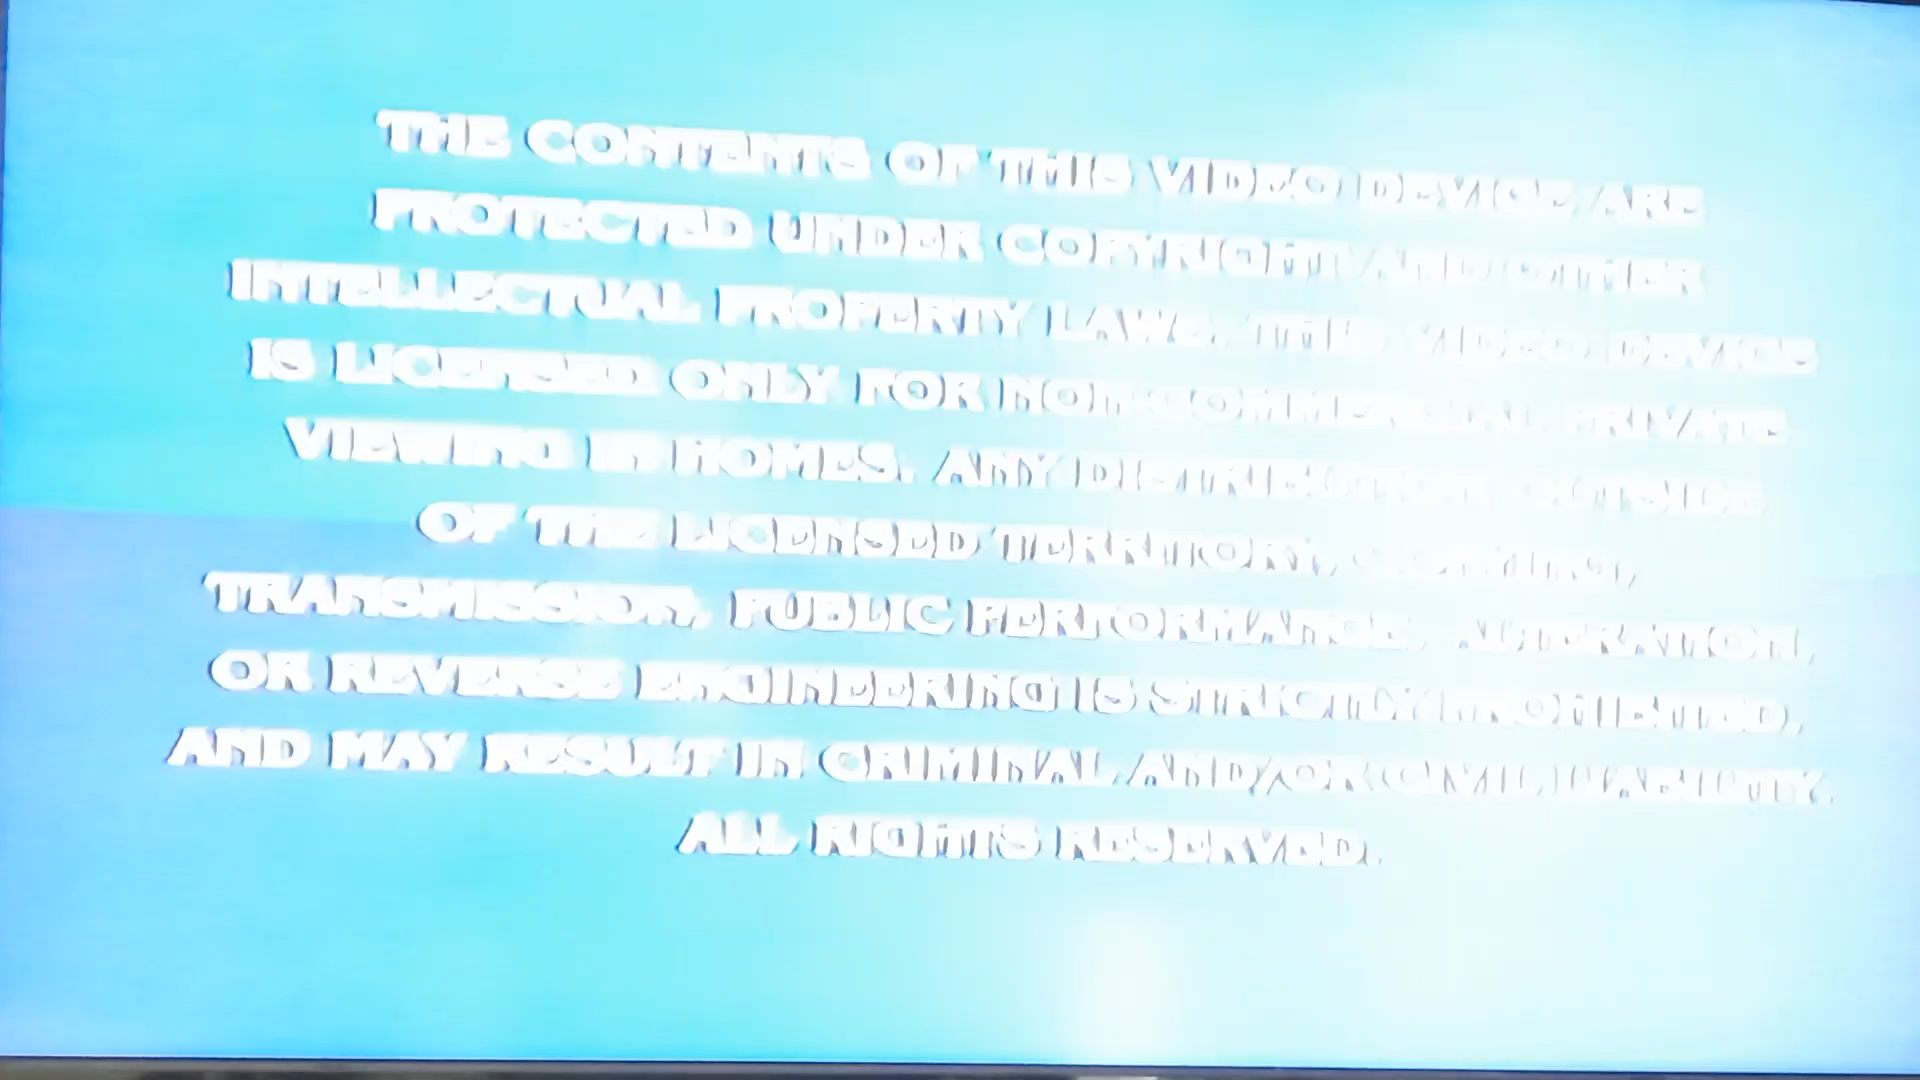 THE CONTENTS OF THIS VIDEO DEVICE ARE
PROTECTED UNDER COPYRIGHT AND OTHER
INTELLECTUAL PROPERTY LAWS. THIS VIDEO DEVICE
IS LICENSED ONLY FOR NON-COMMERCIAL PRIVATE
VIEWING IN HOMES. ANY DISTRIBUTION OUTSIDE
OF THE LICENSED TERRITORY, COPYING,
TRANSMISSION, PUBLIC PERFORMANCE, ALTERATION,
OR REVERSE ENGINEERING IS STRICTLY PROHIBITED,
AND MAY RESULT IN CRIMINAL AND/OR CIVIL LIABILITY.
ALL RIGHTS RESERVED.